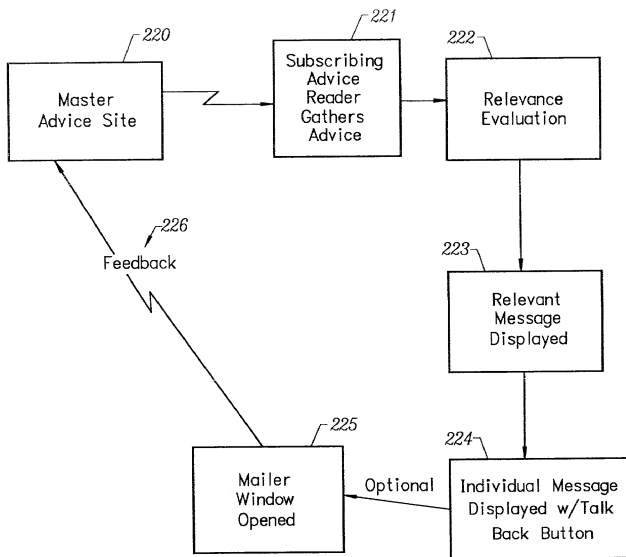 220
Master
Advice Site
221
Subscribing
Advice
Reader
Gathers
Advice
222
Relevance
Evaluation
223
Relevant
Message
Displayed
224
Individual Message
Displayed w/Talk
Back Button
Optional
225
Mailer
Window
Opened
226
Feedback